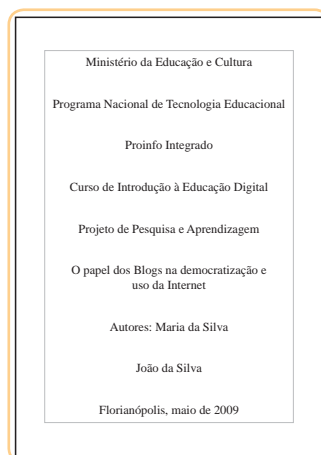 Ministério da Educação e Cultura
Programa Nacional de Tecnologia Educacional
Proinfo Integrado
Curso de Introdução à Educação Digital
Projeto de Pesquisa e Aprendizagem
O papel dos Blogs na democratização e
uso da Internet
Autores: Maria da Silva
João da Silva
Florianópolis, maio de 2009